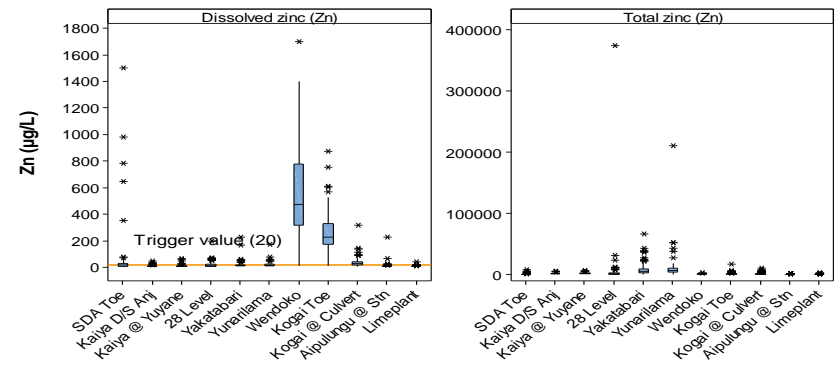 Dissolved zinc (Zn)
Total zinc (Zn)
Zn (µg/L)
1800
1600
1400
1200
1000
800
600
400
200
0
Trigger value (20)
SDA Toe
Kaiya D/S Anj
Kaiya @ Yuyane
28 Level
Yakatabari
Yunarilama
Wendoko
Kogai Toe
Kogai @ Culvert
Aipulungu @ Stn
Limeplant
400000
300000
200000
100000
0
SDA Toe
Kaiya D/S Anj
Kaiya @ Yuyane
28 Level
Yakatabari
Yunarilama
Wendoko
Kogai Toe
Kogai @ Culvert
Aipulungu @ Stn
Limeplant